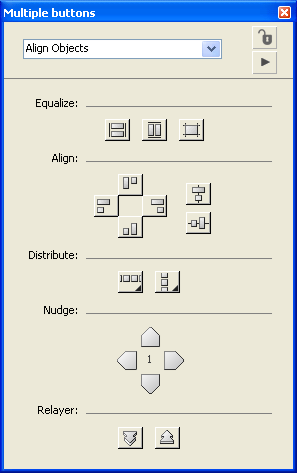 Multiple buttons
Align Objects
Equalize:
Align:
Distribute:
Nudge:
1
Relayer: